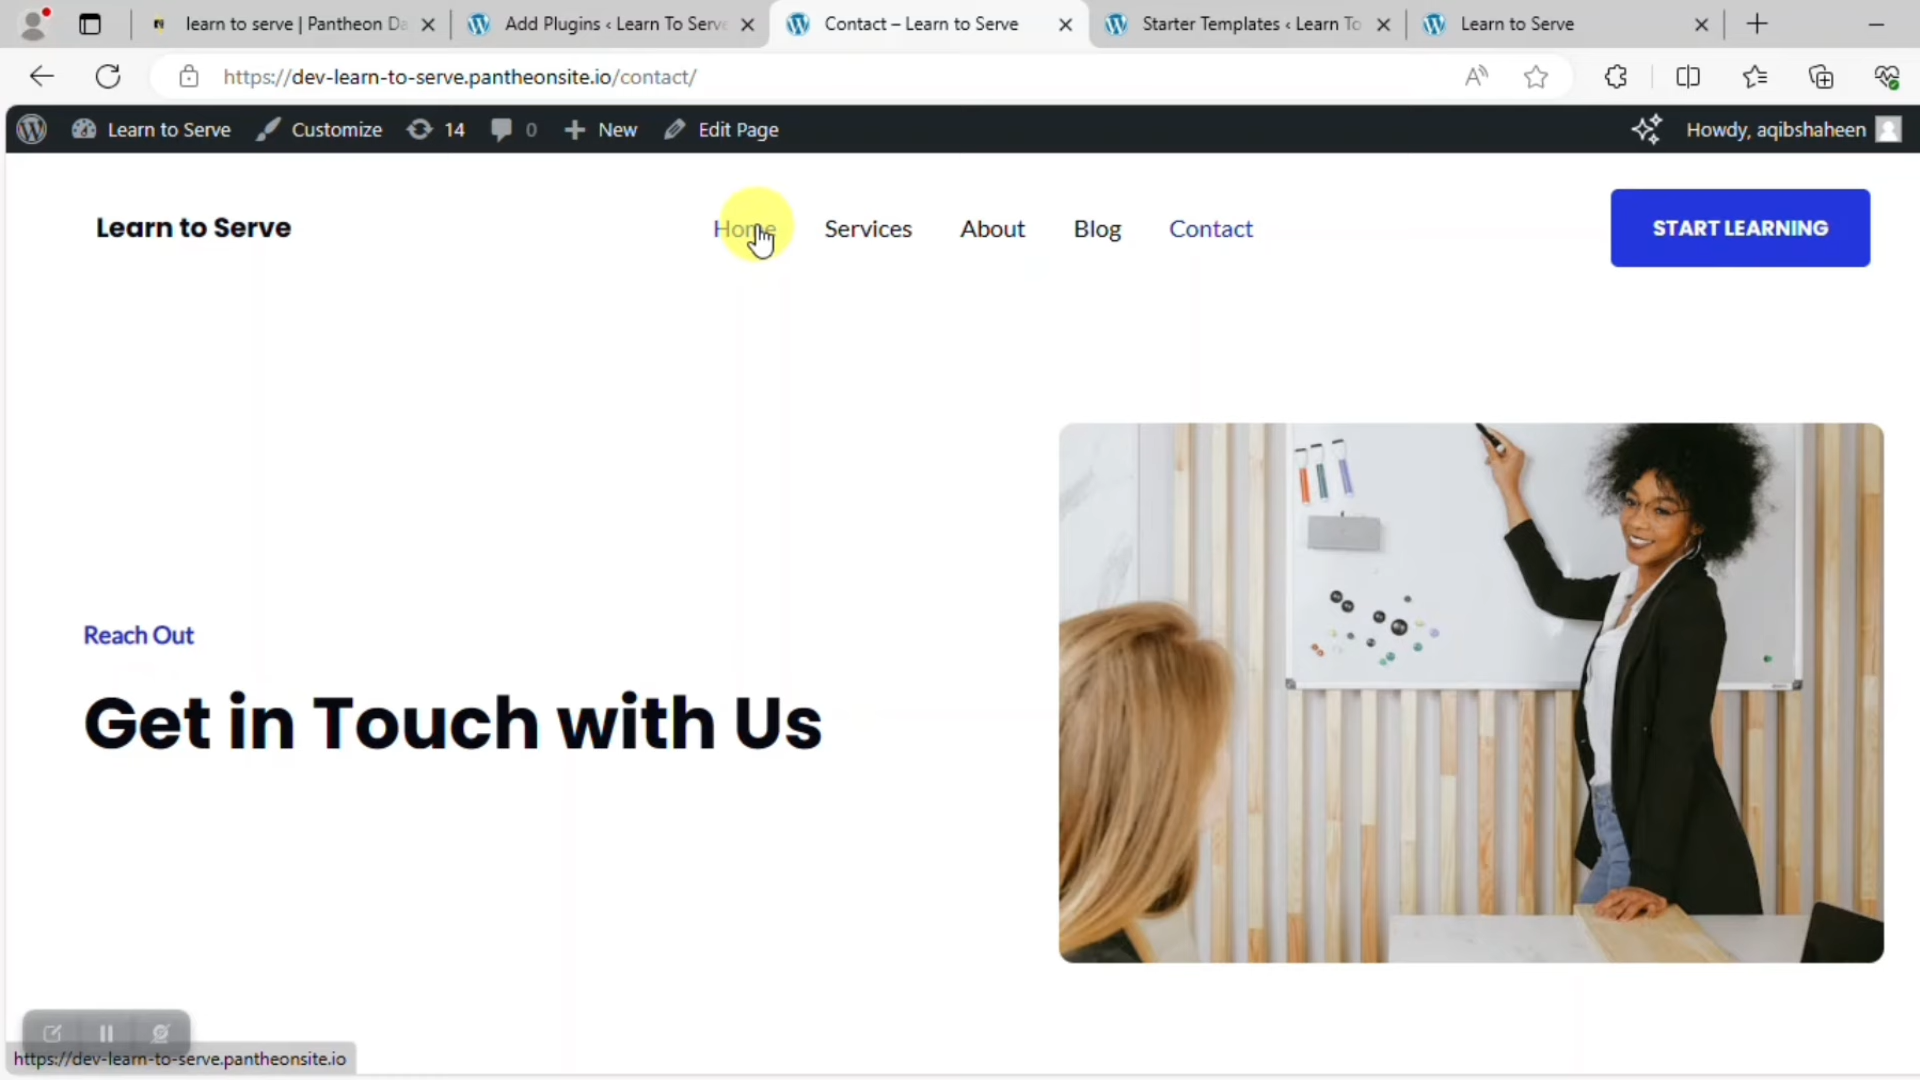 learn to serve | Pantheon Da
Add Plugins ‹ Learn To Serve
Contact – Learn to Serve
Starter Templates ‹ Learn To
Learn to Serve
https://dev-learn-to-serve.pantheonsite.io/contact/
Learn to Serve
Customize
14
0
New
Edit Page
Howdy, aqibshaheen
Learn to Serve
Home
Services
About
Blog
Contact
START LEARNING
Reach Out
Get in Touch with Us
https://dev-learn-to-serve.pantheonsite.io